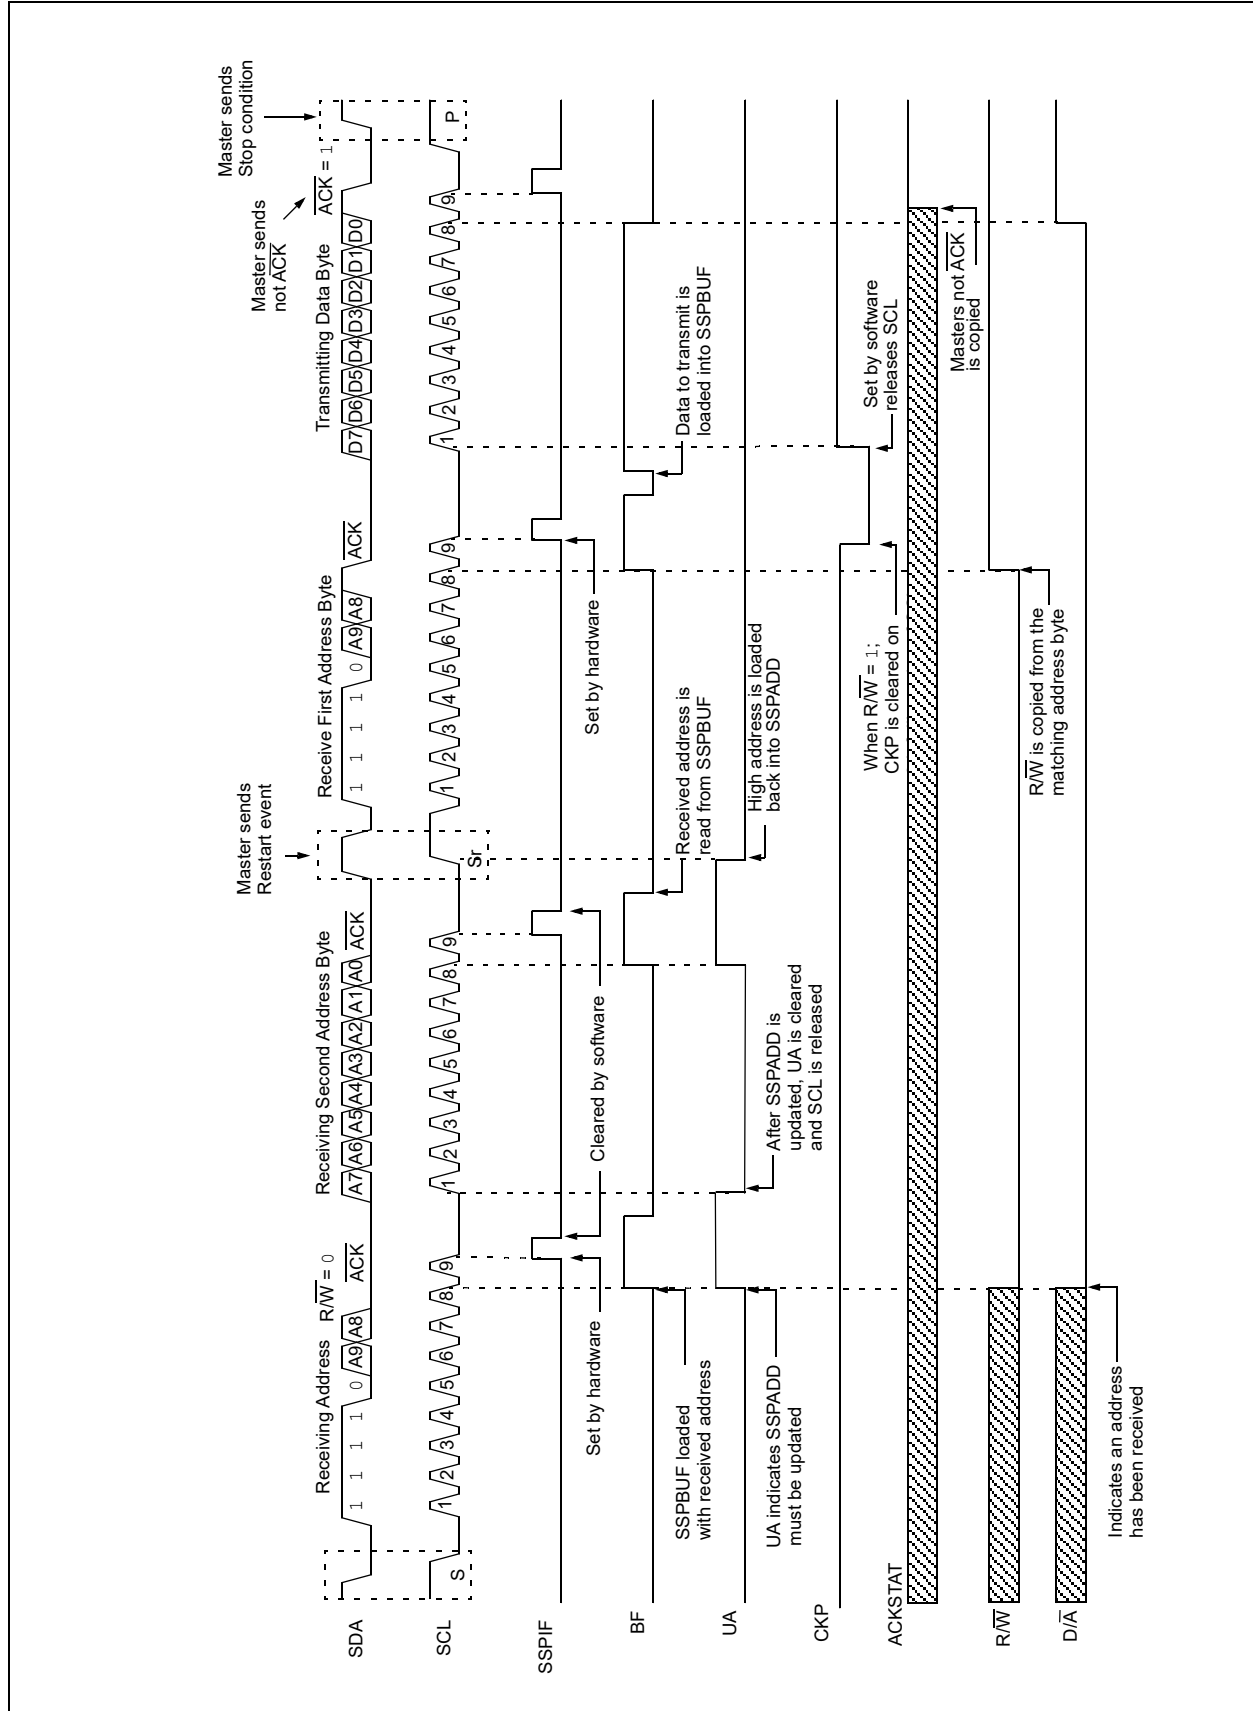 Master sends
Restart event
Master sends
not ACK
Master sends
Stop condition
Receiving Address R/W = 0
Receiving Second Address Byte
Receive First Address Byte
Transmitting Data Byte
ACK = 1
SDA
1 1 1 1 0 A9 A8 ACK
A7 A6 A5 A4 A3 A2 A1 A0 ACK
1 1 1 1 0 A9 A8 ACK
D7 D6 D5 D4 D3 D2 D1 D0
SCL
S
1 2 3 4 5 6 7 8 9
1 2 3 4 5 6 7 8 9
Sr
1 2 3 4 5 6 7 8 9
1 2 3 4 5 6 7 8 9
P
SSPIF
Set by hardware
Cleared by software
Set by hardware
BF
SSPBUF loaded
with received address
Received address is
read from SSPBUF
Data to transmit is
loaded into SSPBUF
UA
UA indicates SSPADD
must be updated
After SSPADD is
updated, UA is cleared
and SCL is released
High address is loaded
back into SSPADD
CKP
When R/W = 1;
CKP is cleared on
Set by software
releases SCL
ACKSTAT
Masters not ACK
is copied
R/W
R/W is copied from the
matching address byte
D/A
Indicates an address
has been received